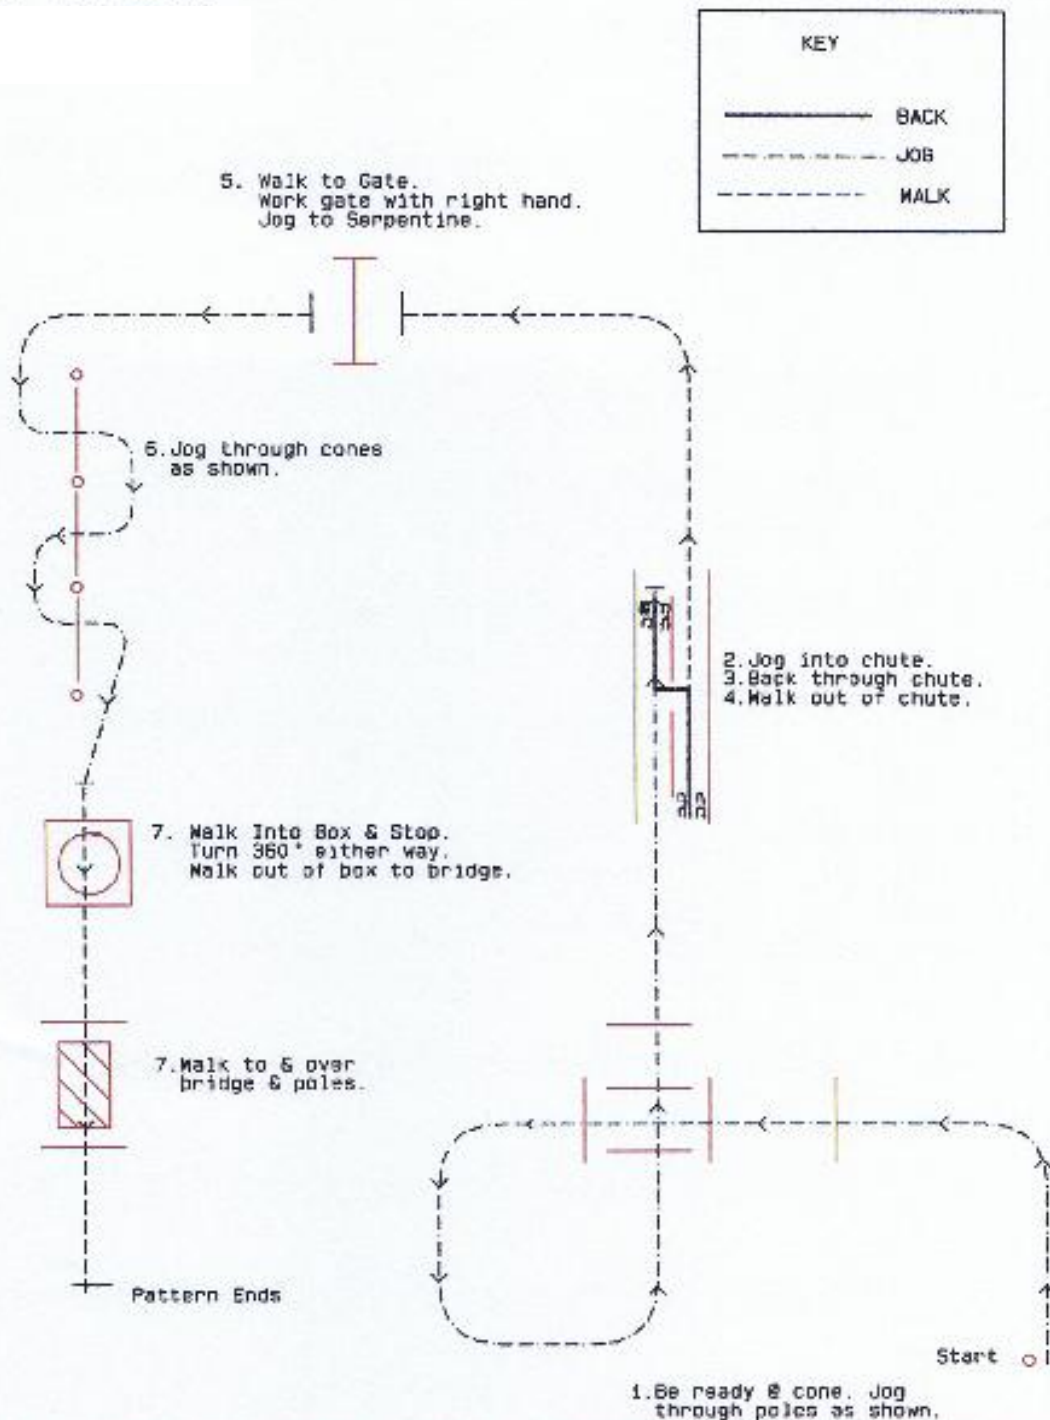 KEY
BACK
JOG
WALK
5. Walk to Gate.
Work gate with right hand.
Jog to Serpentine.
6.Jog through cones
as shown.
2.Jog into chute.
3.Back through chute.
4.Walk out of chute.
7. Walk Into Box & Stop.
Turn 360° either way.
Walk out of box to bridge.
7.Walk to & over
bridge & poles.
Pattern Ends
Start
1.Be ready @ cone. Jog
through poles as shown.